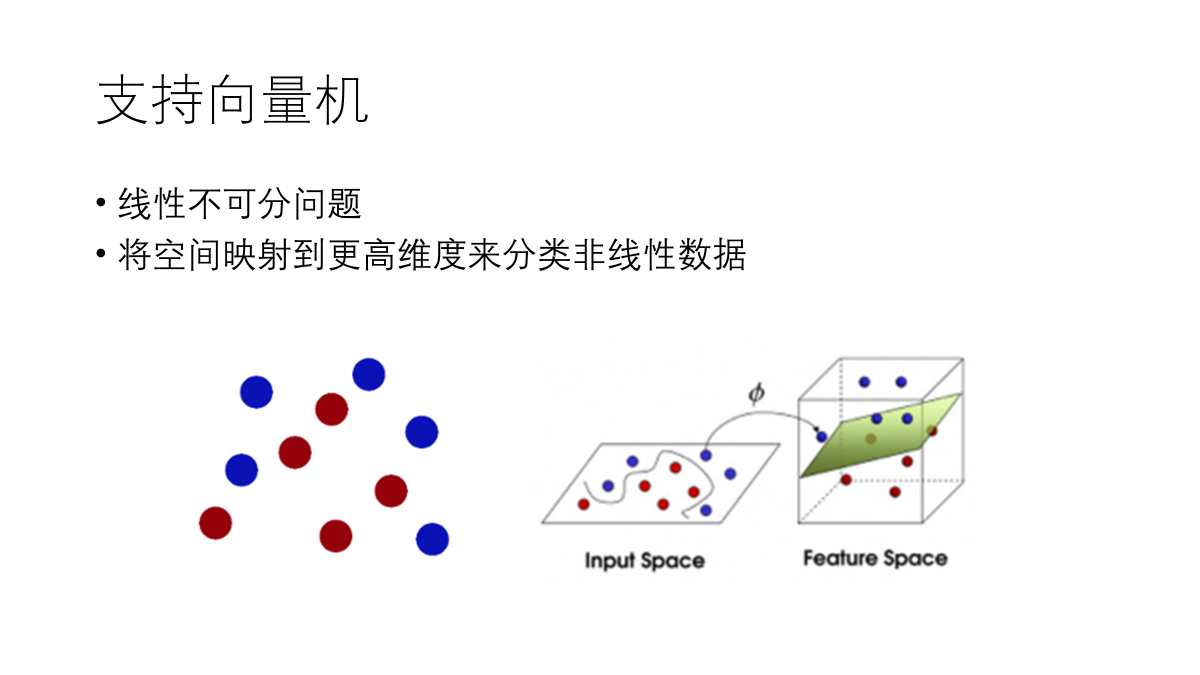 支持向量机
• 线性不可分问题
• 将空间映射到更高维度来分类非线性数据
ϕ
Input Space
Feature Space